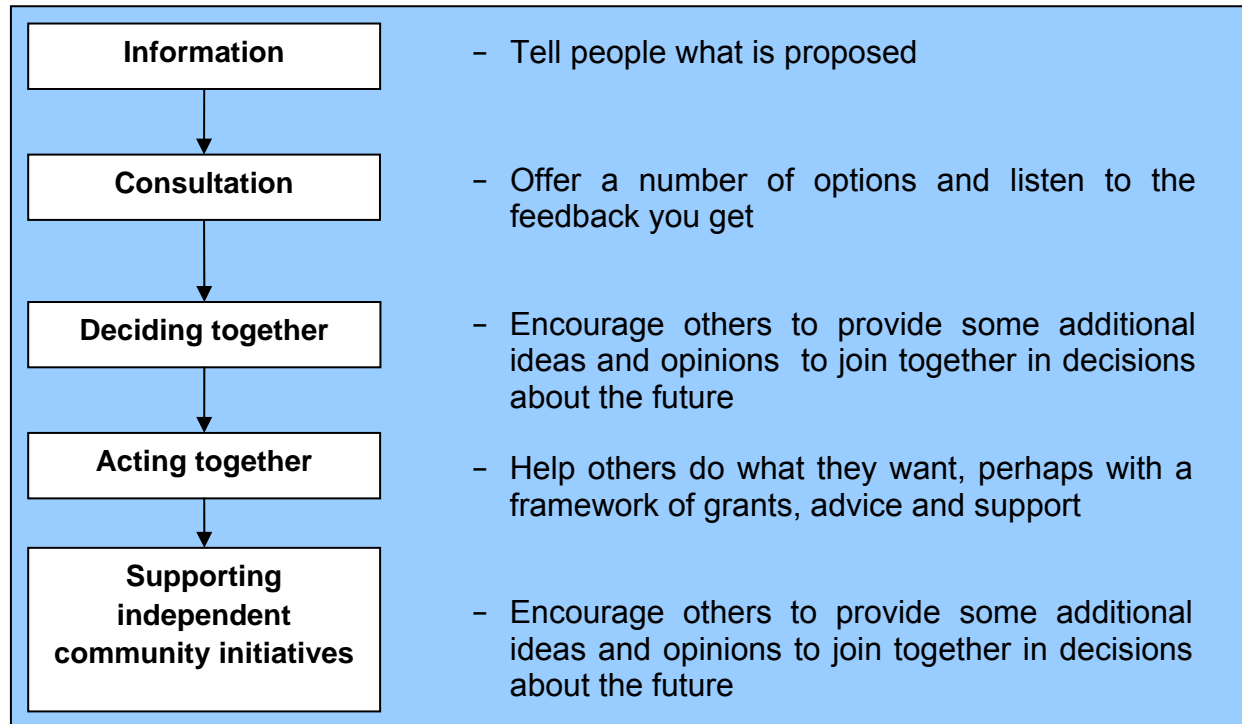 Information
- Tell people what is proposed
Consultation
- Offer a number of options and listen to the
feedback you get
Deciding together
- Encourage others to provide some additional
ideas and opinions to join together in decisions
about the future
Acting together
- Help others do what they want, perhaps with a
framework of grants, advice and support
Supporting
independent
community initiatives
- Encourage others to provide some additional
ideas and opinions to join together in decisions
about the future